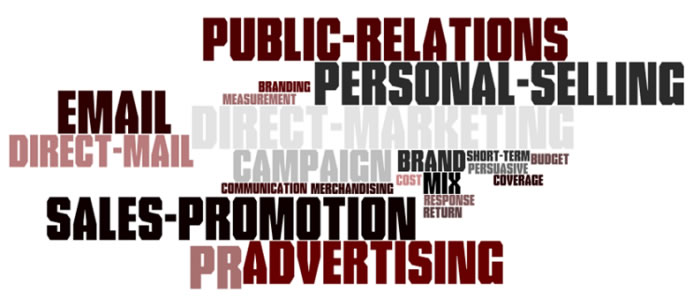 PUBLIC-RELATIONS
PERSONAL-SELLING
BRANDING
MEASUREMENT
EMAIL
DIRECT-MARKETING
DIRECT-MAIL
CAMPAIGN BRAND SHORT-TERM BUDGET
PERSUASIVE
COST MIX COVERAGE
COMMUNICATION MERCHANDISING
RESPONSE
RETURN
SALES-PROMOTION
PR ADVERTISING